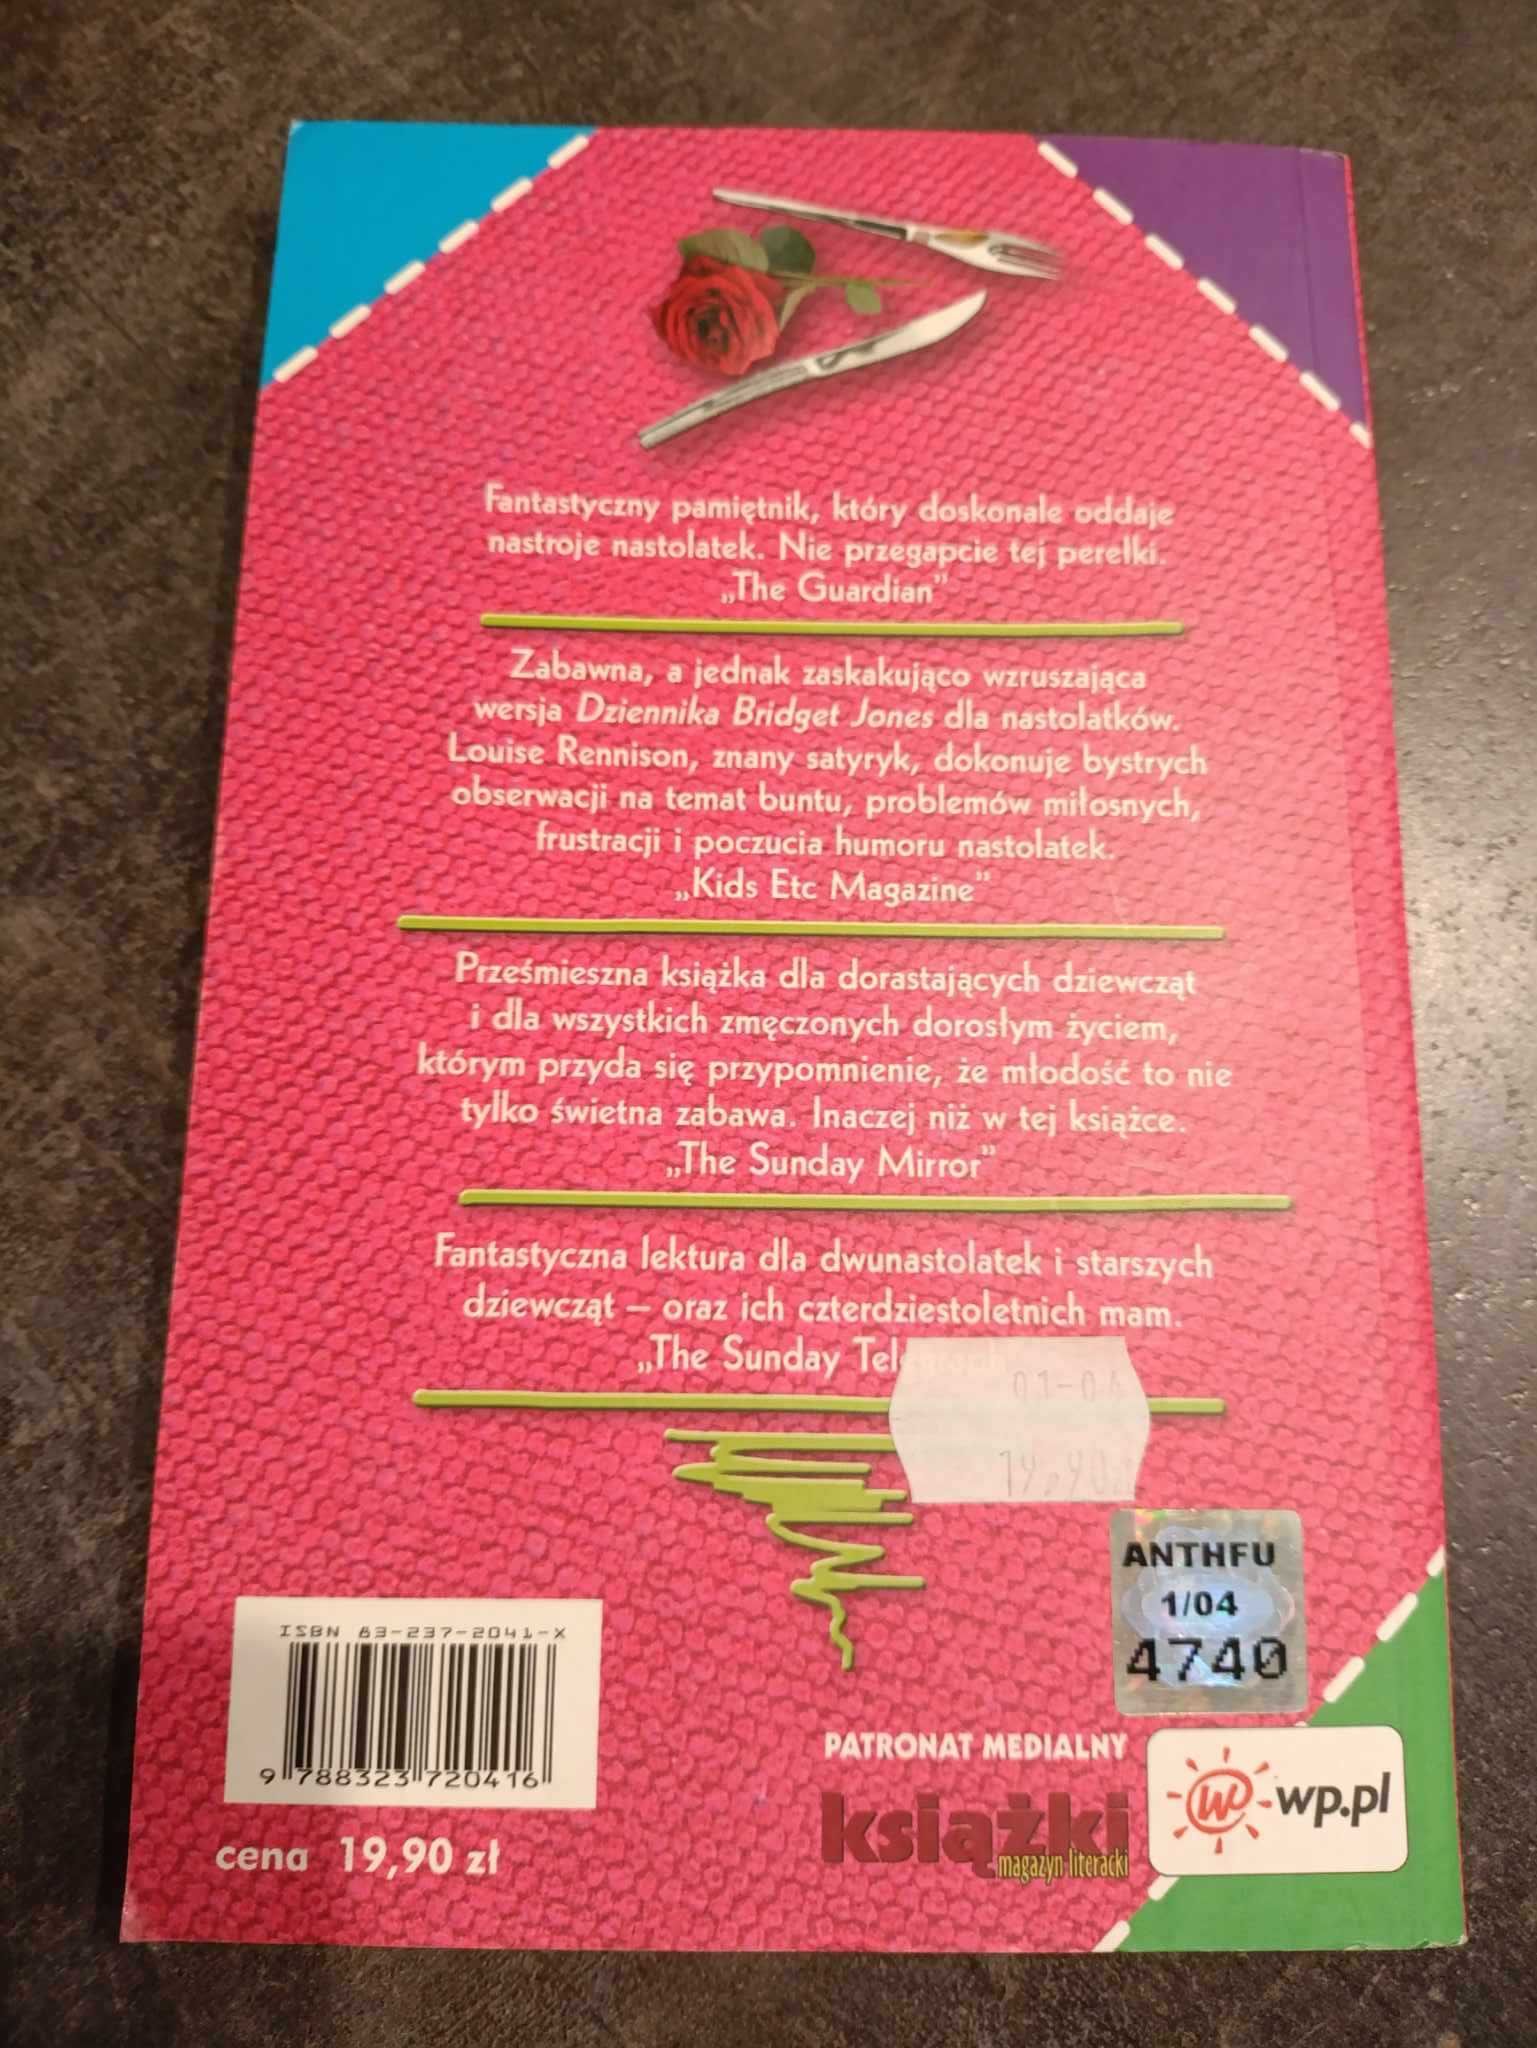 Fantastyczny pamiętnik, który doskonale oddaje
nastroje nastolatek. Nie przegapcie tej perełki.
„The Guardian”
Zabawna, a jednak zaskakująco wzruszająca
wersja Dziennika Bridget Jones dla nastolatków.
Louise Rennison, znany satyryk, dokonuje bystrych
obserwacji na temat buntu, problemów miłosnych,
frustracji i poczucia humoru nastolatek.
„Kids Etc Magazine”
Prześmieszna książka dla dorastających dziewcząt
i dla wszystkich zmęczonych dorosłym życiem,
którym przyda się przypomnienie, że młodość to nie
tylko świetna zabawa. Inaczej niż w tej książce.
„The Sunday Mirror”
Fantastyczna lektura dla dwunastolatek i starszych
dziewcząt – oraz ich czterdziestoletnich mam.
„The Sunday
01-04
19,90
ANTHFU
1/04
4740
ISBN 83-237-2041-X
9 788323 720416
cena 19,90 zł
PATRONAT MEDIALNY
książki
magazyn literacki
wp.pl